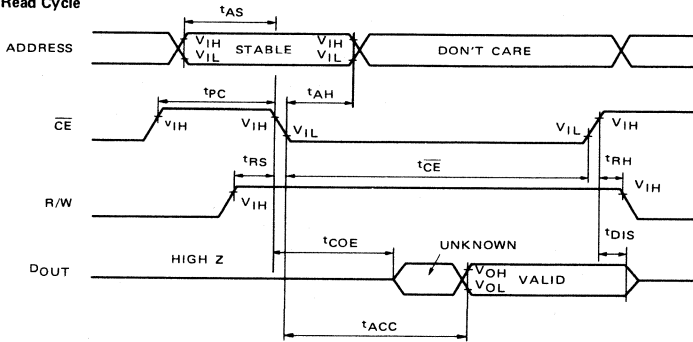 Read Cycle
tAS
ADDRESS
VIH STABLE VIH
VIL VIL
DON'T CARE
tPC
tAH
CE
VIH
VIH
VIL
VIL
VIH
tRS
tCE
tRH
R/W
VIH
VIH
tCOE
UNKNOWN
tDIS
DOUT
HIGH Z
VOH
VOL VALID
tACC